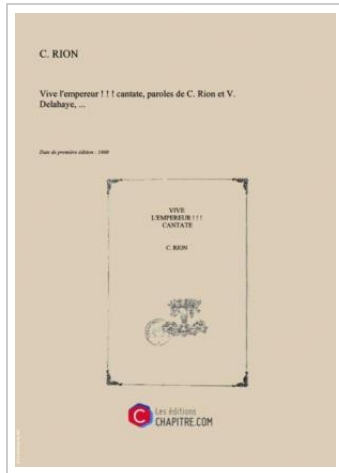 C. RION
Vive l'empereur ! ! ! cantate, paroles de C. Rion et V.
Delahaye, ...
Date de première édition :
VIVE
L'EMPEREUR ! ! !
CANTATE
C. RION
Les éditions
CHAPITRE.COM